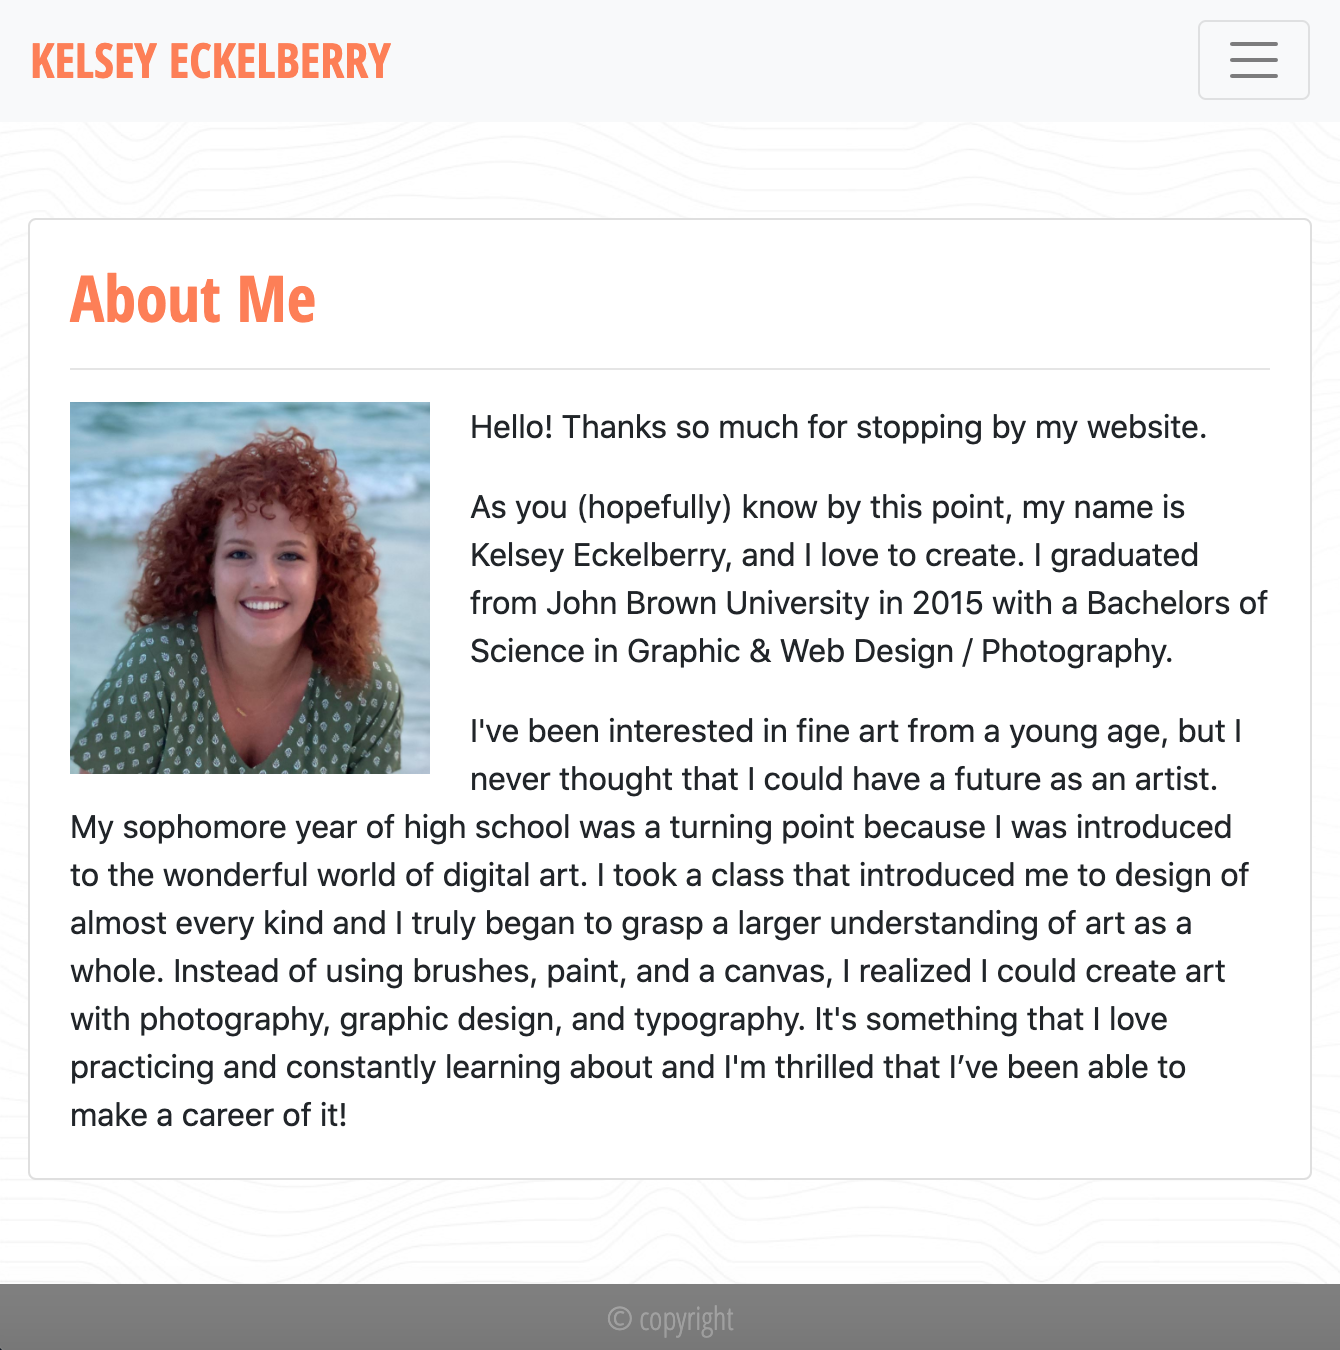 KELSEY ECKELBERRY
About Me
Hello! Thanks so much for stopping by my website.
As you (hopefully) know by this point, my name is
Kelsey Eckelberry, and I love to create. I graduated
from John Brown University in 2015 with a Bachelors of
Science in Graphic & Web Design / Photography.
I've been interested in fine art from a young age, but I
never thought that I could have a future as an artist.
My sophomore year of high school was a turning point because I was introduced
to the wonderful world of digital art. I took a class that introduced me to design of
almost every kind and I truly began to grasp a larger understanding of art as a
whole. Instead of using brushes, paint, and a canvas, I realized I could create art
with photography, graphic design, and typography. It's something that I love
practicing and constantly learning about and I'm thrilled that I’ve been able to
make a career of it!
© copyright